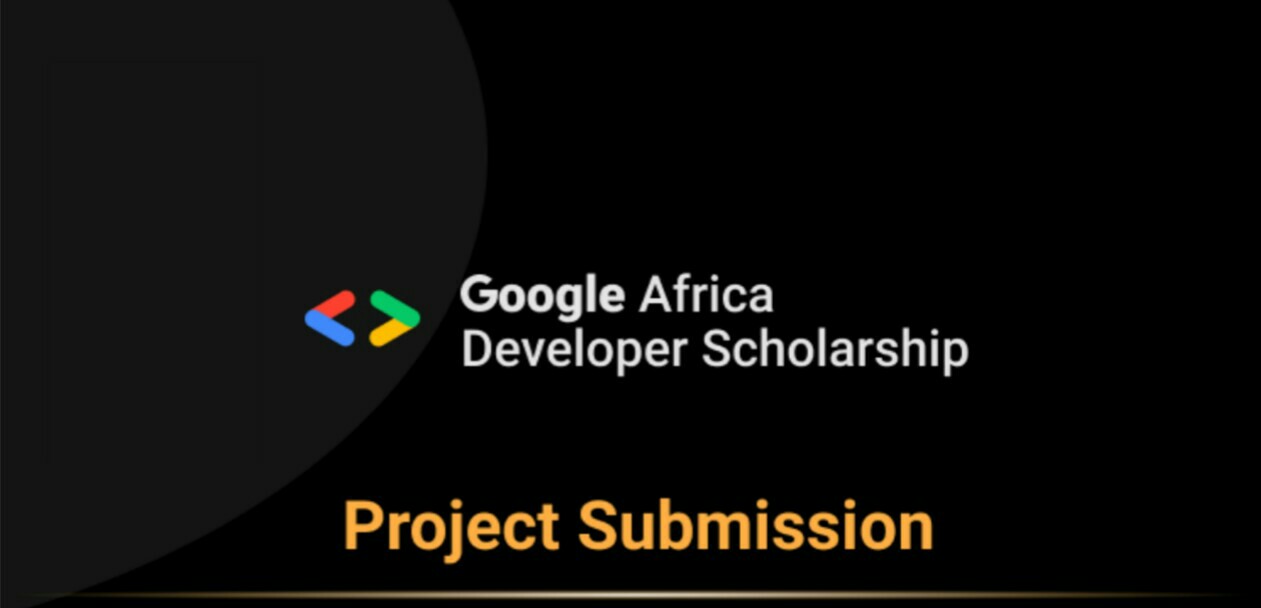 Google Africa
Developer Scholarship
Project Submission